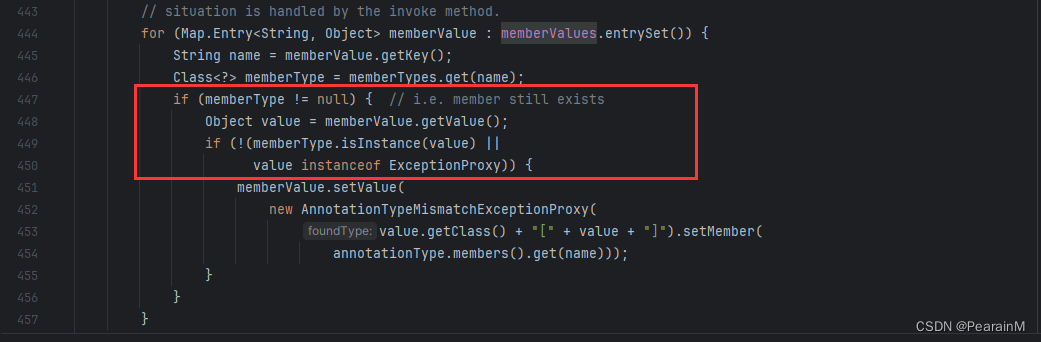 443 // situation is handled by the invoke method.
444 for (Map.Entry<String, Object> memberValue : memberValues.entrySet()) {
445 String name = memberValue.getKey();
446 Class<?> memberType = memberTypes.get(name);
447 if (memberType != null) {  // i.e. member still exists
448 Object value = memberValue.getValue();
449 if (!(memberType.isInstance(value) ||
450 value instanceof ExceptionProxy)) {
451 memberValue.setValue(
452 new AnnotationTypeMismatchExceptionProxy(
453 foundType: value.getClass() + "[" + value + "]").setMember(
454 annotationType.members().get(name)));
455 }
456 }
457 }
CSDN @PearainM